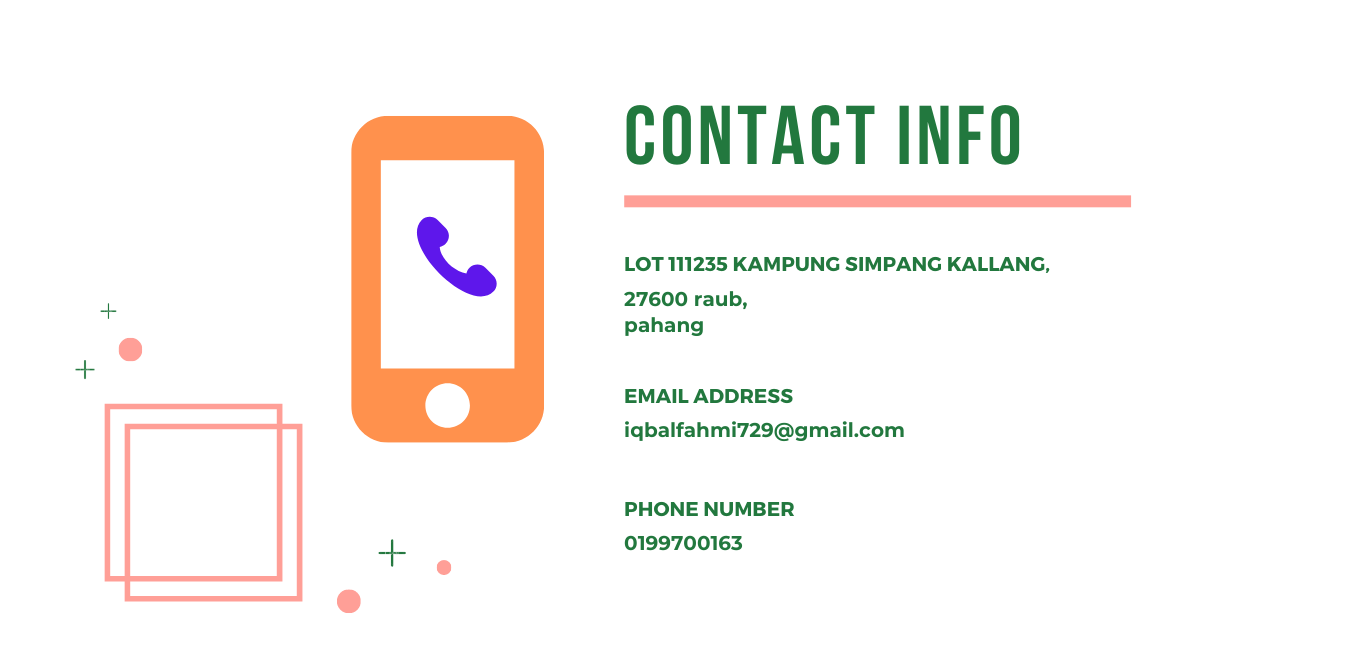 CONTACT INFO
LOT 111235 KAMPUNG SIMPANG KALLANG,
27600 raub,
pahang
EMAIL ADDRESS
iqbalfahmi729@gmail.com
PHONE NUMBER
0199700163